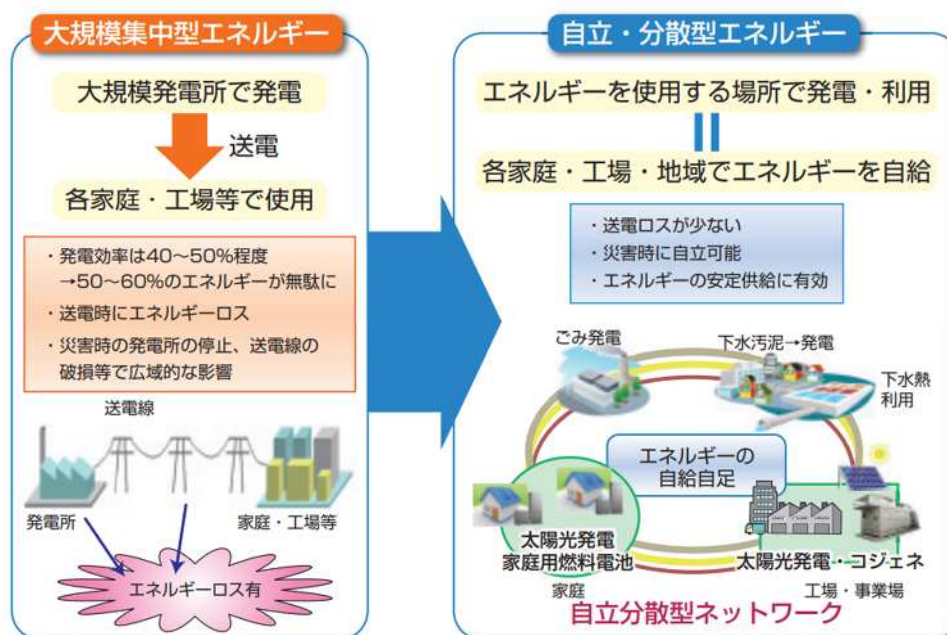 大規模集中型エネルギー
大規模発電所で発電
送電
各家庭・工場等で使用
・発電効率は40～50%程度
→50～60%のエネルギーが無駄に
・送電時にエネルギーロス
・災害時の発電所の停止、送電線の
破損等で広域的な影響
送電線
発電所
家庭・工場等
エネルギーロス有
自立・分散型エネルギー
エネルギーを使用する場所で発電・利用
各家庭・工場・地域でエネルギーを自給
・送電ロスが少ない
・災害時に自立可能
・エネルギーの安定供給に有効
ごみ発電
下水汚泥→発電
下水熱
利用
エネルギーの
自給自足
太陽光発電
家庭用燃料電池
家庭
太陽光発電・コジェネ
工場・事業場
自立分散型ネットワーク